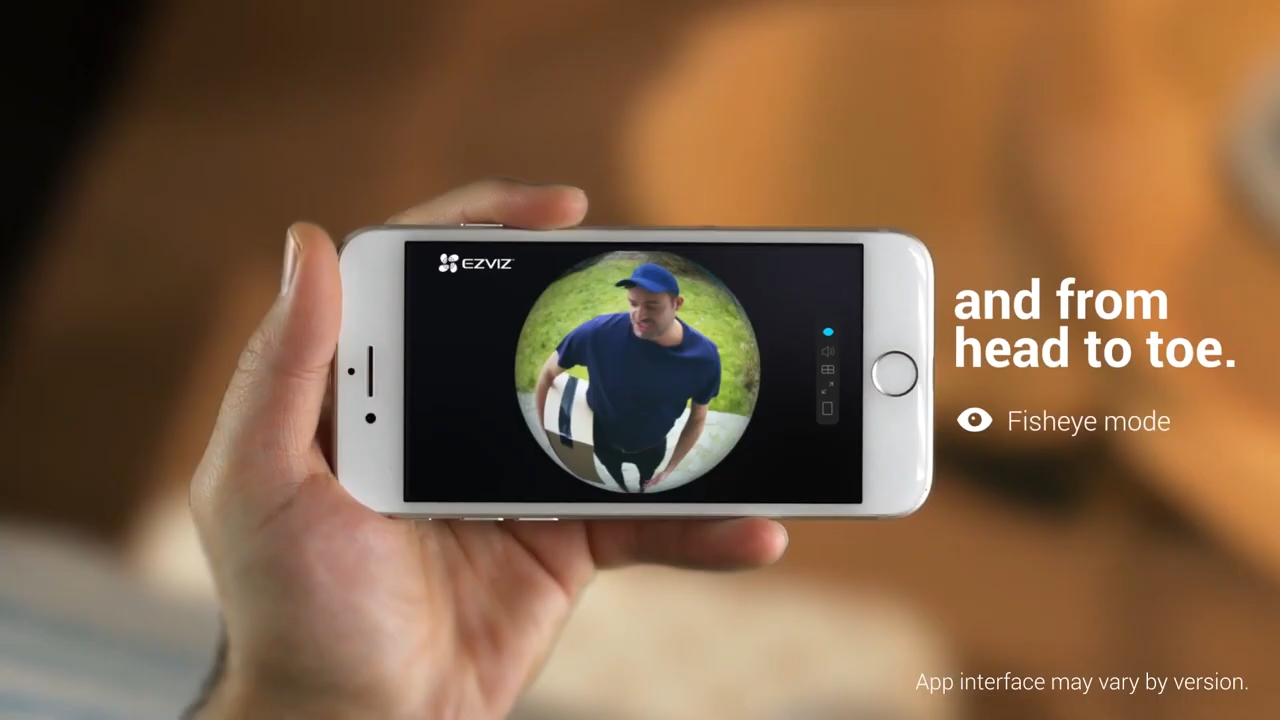 EZVIZ
and from
head to toe.
Fisheye mode
App interface may vary by version.